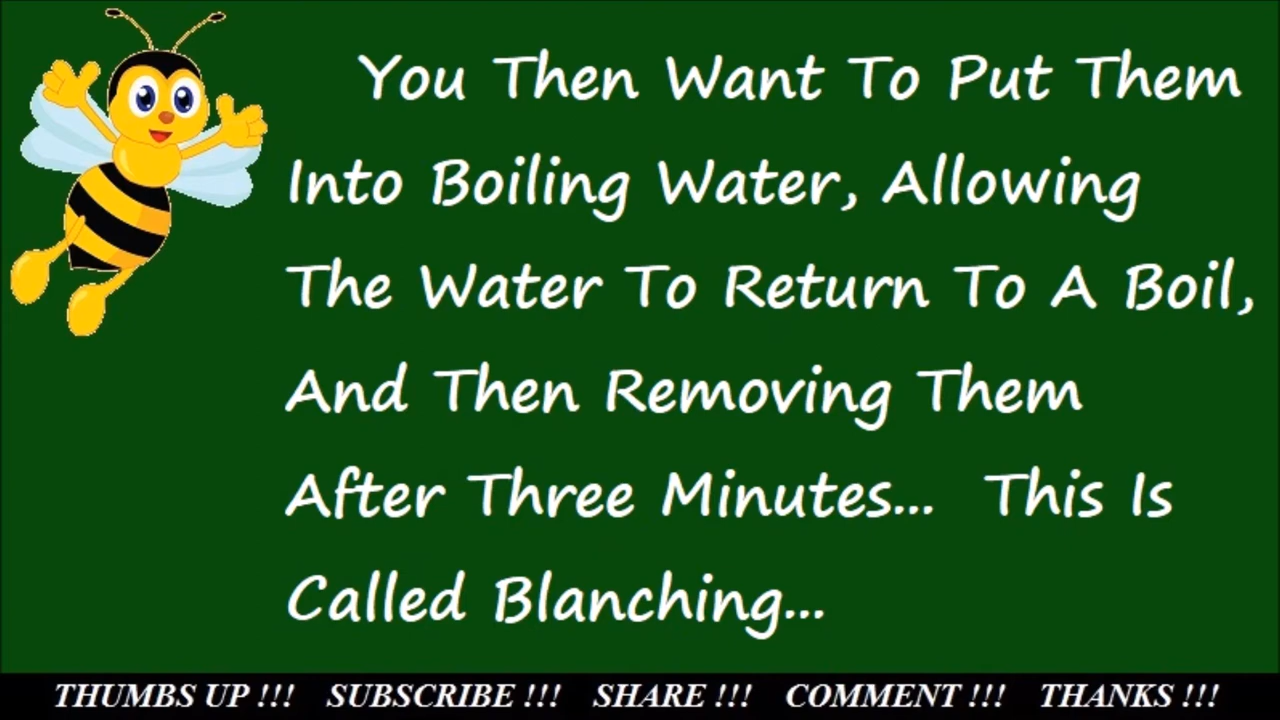 You Then Want To Put Them
Into Boiling Water, Allowing
The Water To Return To A Boil,
And Then Removing Them
After Three Minutes... This Is
Called Blanching...
THUMBS UP !!! SUBSCRIBE !!! SHARE !!! COMMENT !!! THANKS !!!